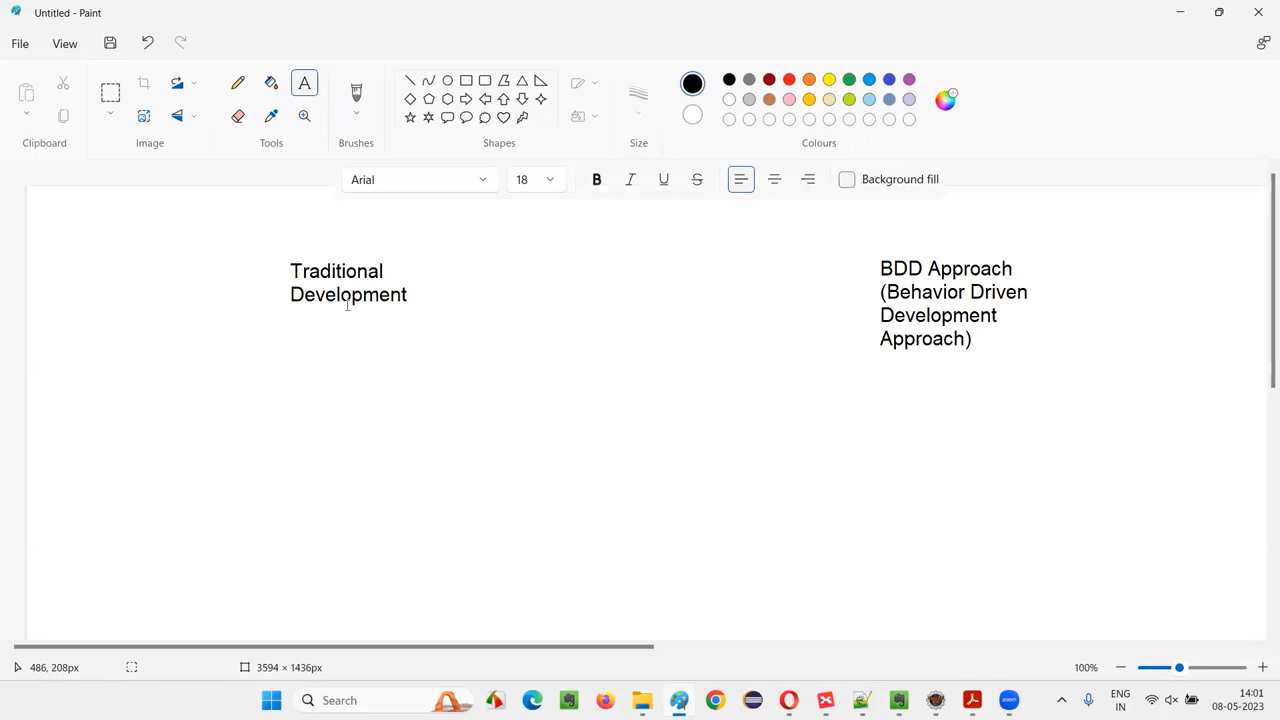 Untitled - Paint
File
View
Clipboard
Image
Tools
Brushes
Shapes
Size
Colours
Arial
18
B
I
U
S
Background fill
Traditional
Development
BDD Approach
(Behavior Driven
Development
Approach)
486, 208px
3594 × 1436px
100%
Search
zoom
ENG
IN
14:01
08-05-2023